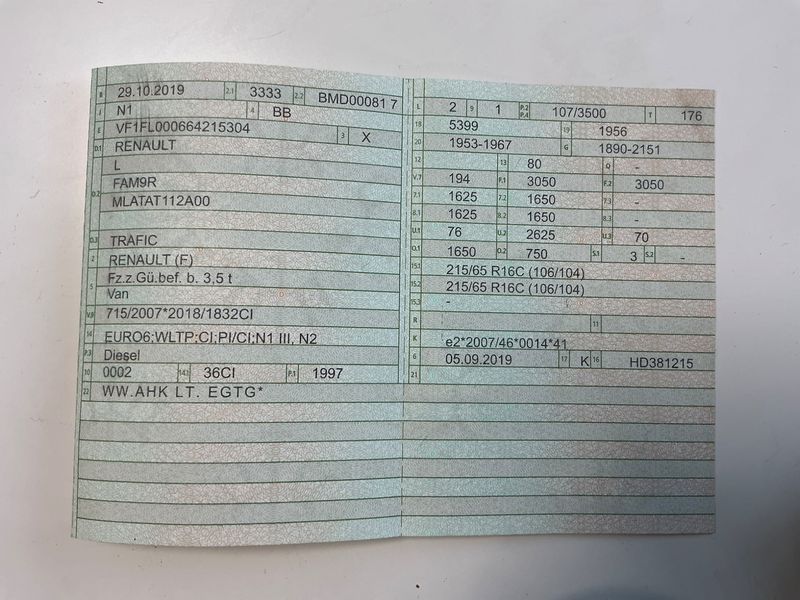 B 29.10.2019 2.1 3333 2.2 BMD00081 7
J N1 4 BB
E VF1FL000664215304 3 X
D.1 RENAULT
L
D.2 FAM9R
MLATAT112A00
D.3 TRAFIC
2 RENAULT (F)
5 Fz.z.Gü.bef. b. 3,5 t
Van
V.9 715/2007*2018/1832CI
14 EURO6;WLTP;CI;PI/CI;N1 III, N2
P.3 Diesel
10 0002 14.1 36CI P.1 1997
22 WW.AHK LT. EGTG*
L 2 9 1 P.2 P.4 107/3500 T 176
18 5399 19 1956
20 1953-1967 G 1890-2151
12 13 80 Q -
V.7 194 F.1 3050 F.2 3050
7.1 1625 7.2 1650 7.3 -
8.1 1625 8.2 1650 8.3 -
U.1 76 U.2 2625 U.3 70
O.1 1650 O.2 750 S.1 3 S.2 -
15.1 215/65 R16C (106/104)
15.2 215/65 R16C (106/104)
15.3 -
R 11
K e2*2007/46*0014*41
6 05.09.2019 17 K 16 HD381215
21